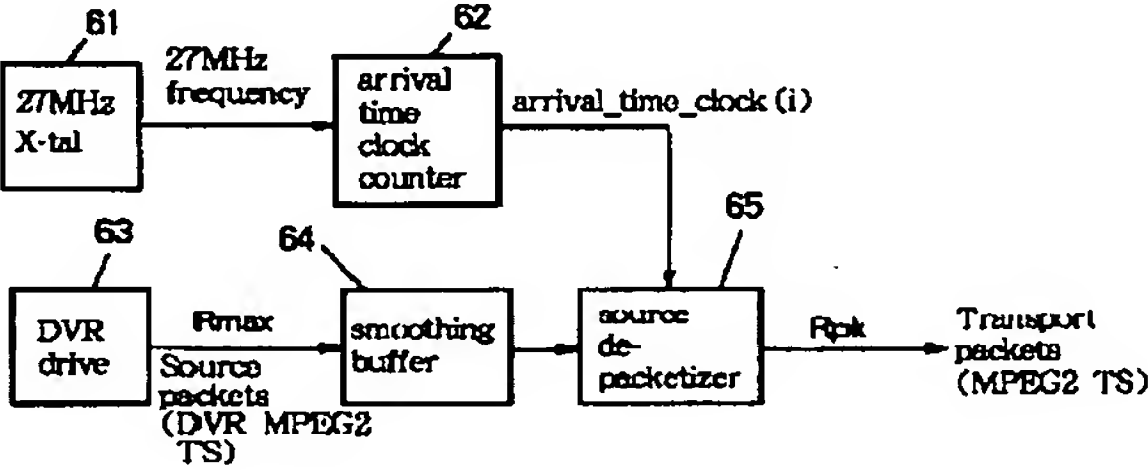 61
27MHz
X-tal
27MHz
frequency
62
arrival
time
clock
counter
arrival_time_clock (i)
63
DVR
drive
Rmax
Source
packets
(DVR MPEG2
TS)
64
smoothing
buffer
65
source
de-
packetizer
Rpk
Transport
packets
(MPEG2 TS)